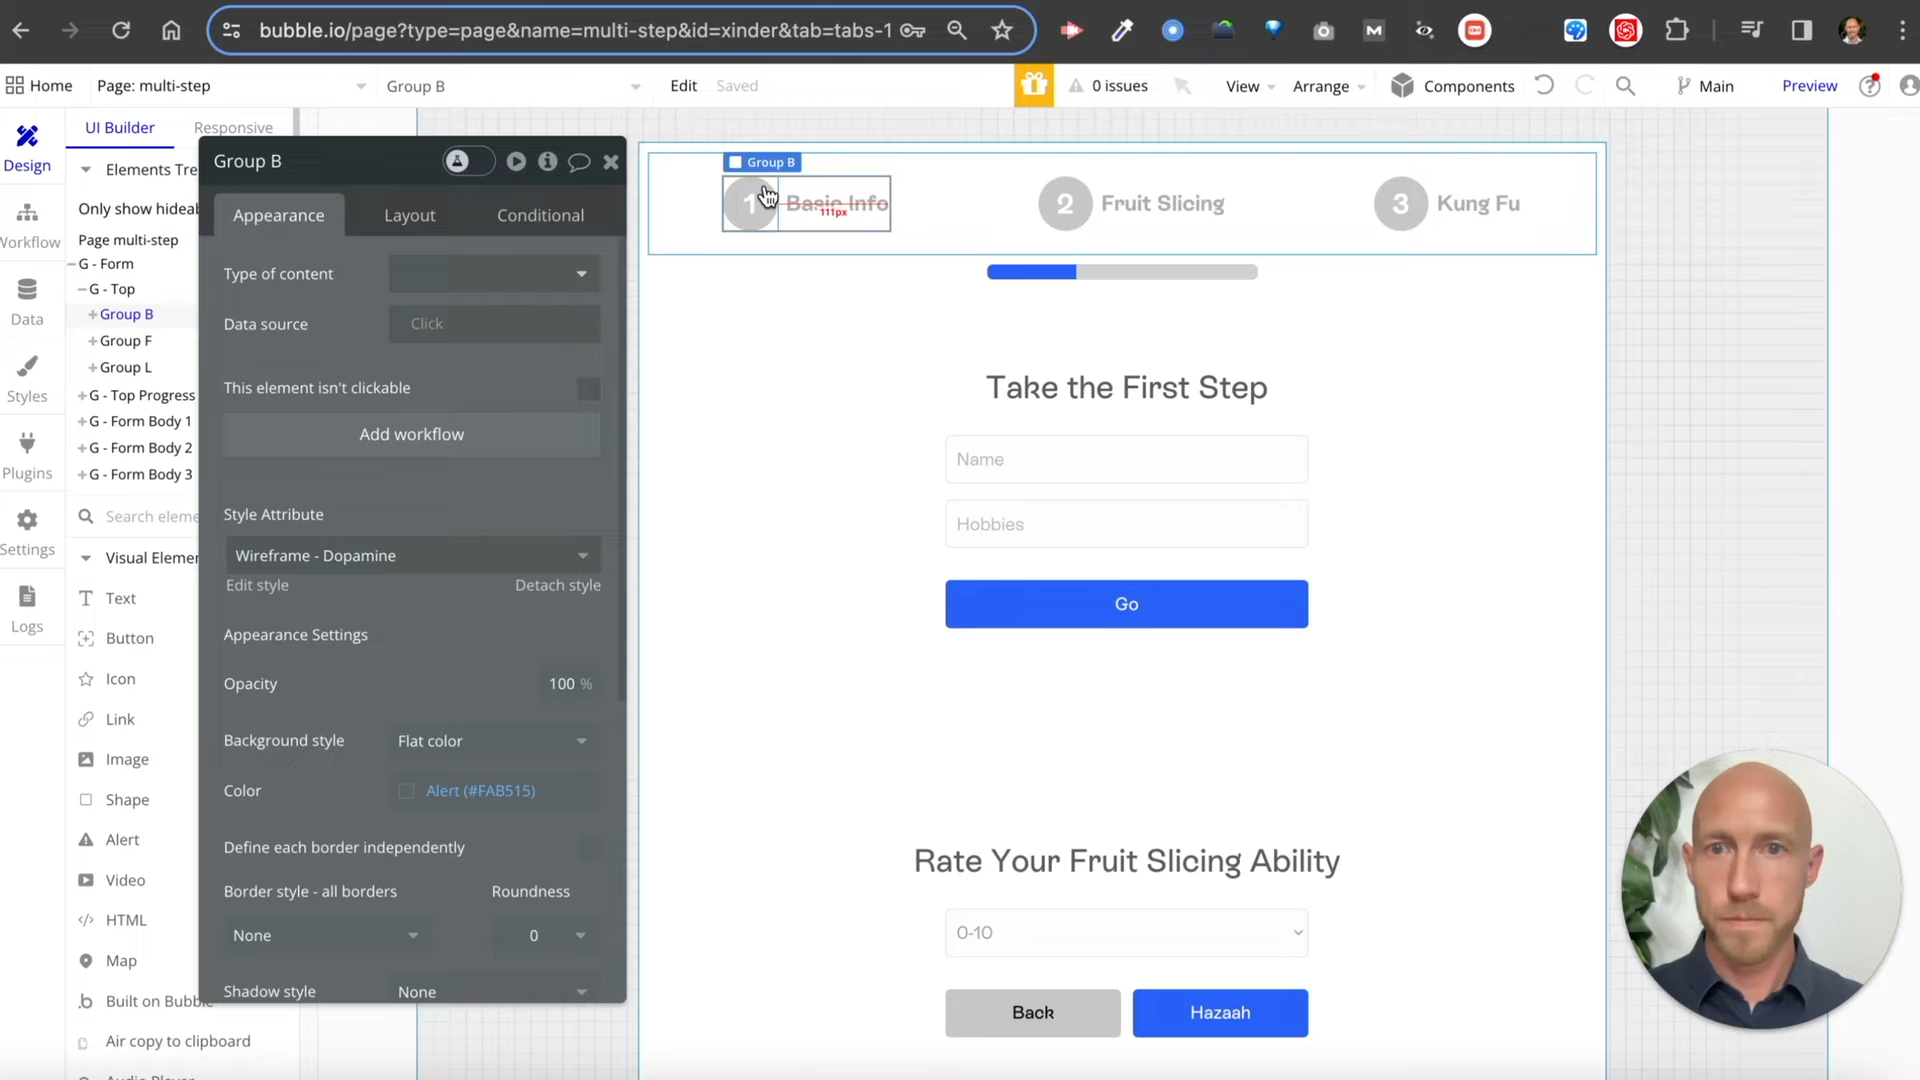 bubble.io/page?type=page&name=multi-step&id=xinder&tab=tabs-1
Home
Page: multi-step
Group B
Edit
Saved
0 issues
View
Arrange
Components
Main
Preview
Design
Workflow
Data
Styles
Plugins
Settings
Logs
UI Builder
Responsive
Elements Tre
Only show hideab
Page multi-step
G - Form
G - Top
Group B
Group F
Group L
G - Top Progress
G - Form Body 1
G - Form Body 2
G - Form Body 3
Search eleme
Visual Elemen
Text
Button
Icon
Link
Image
Shape
Alert
Video
HTML
Map
Built on Bubble
Air copy to clipboard
Audio Player
Group B
Appearance
Layout
Conditional
Type of content
Data source
Click
This element isn't clickable
Add workflow
Style Attribute
Wireframe - Dopamine
Edit style
Detach style
Appearance Settings
Opacity
100 %
Background style
Flat color
Color
Alert (#FAB515)
Define each border independently
Border style - all borders
Roundness
None
0
Shadow style
None
Group B
1 Basic Info
111px
2 Fruit Slicing
3 Kung Fu
Take the First Step
Name
Hobbies
Go
Rate Your Fruit Slicing Ability
0-10
Back
Hazaah